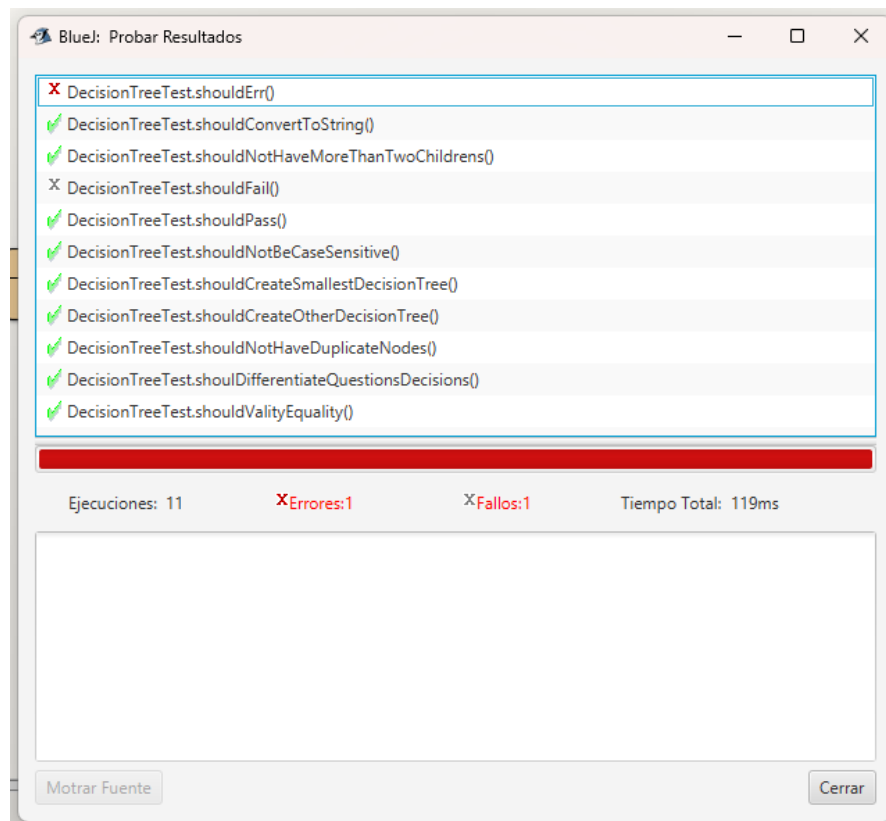 BlueJ: Probar Resultados
X DecisionTreeTest.shouldErr()
DecisionTreeTest.shouldConvertToString()
DecisionTreeTest.shouldNotHaveMoreThanTwoChildrens()
X DecisionTreeTest.shouldFail()
DecisionTreeTest.shouldPass()
DecisionTreeTest.shouldNotBeCaseSensitive()
DecisionTreeTest.shouldCreateSmallestDecisionTree()
DecisionTreeTest.shouldCreateOtherDecisionTree()
DecisionTreeTest.shouldNotHaveDuplicateNodes()
DecisionTreeTest.shoulDifferentiateQuestionsDecisions()
DecisionTreeTest.shouldValityEquality()
Ejecuciones: 11 X Errores:1 X Fallos:1 Tiempo Total: 119ms
Motrar Fuente Cerrar